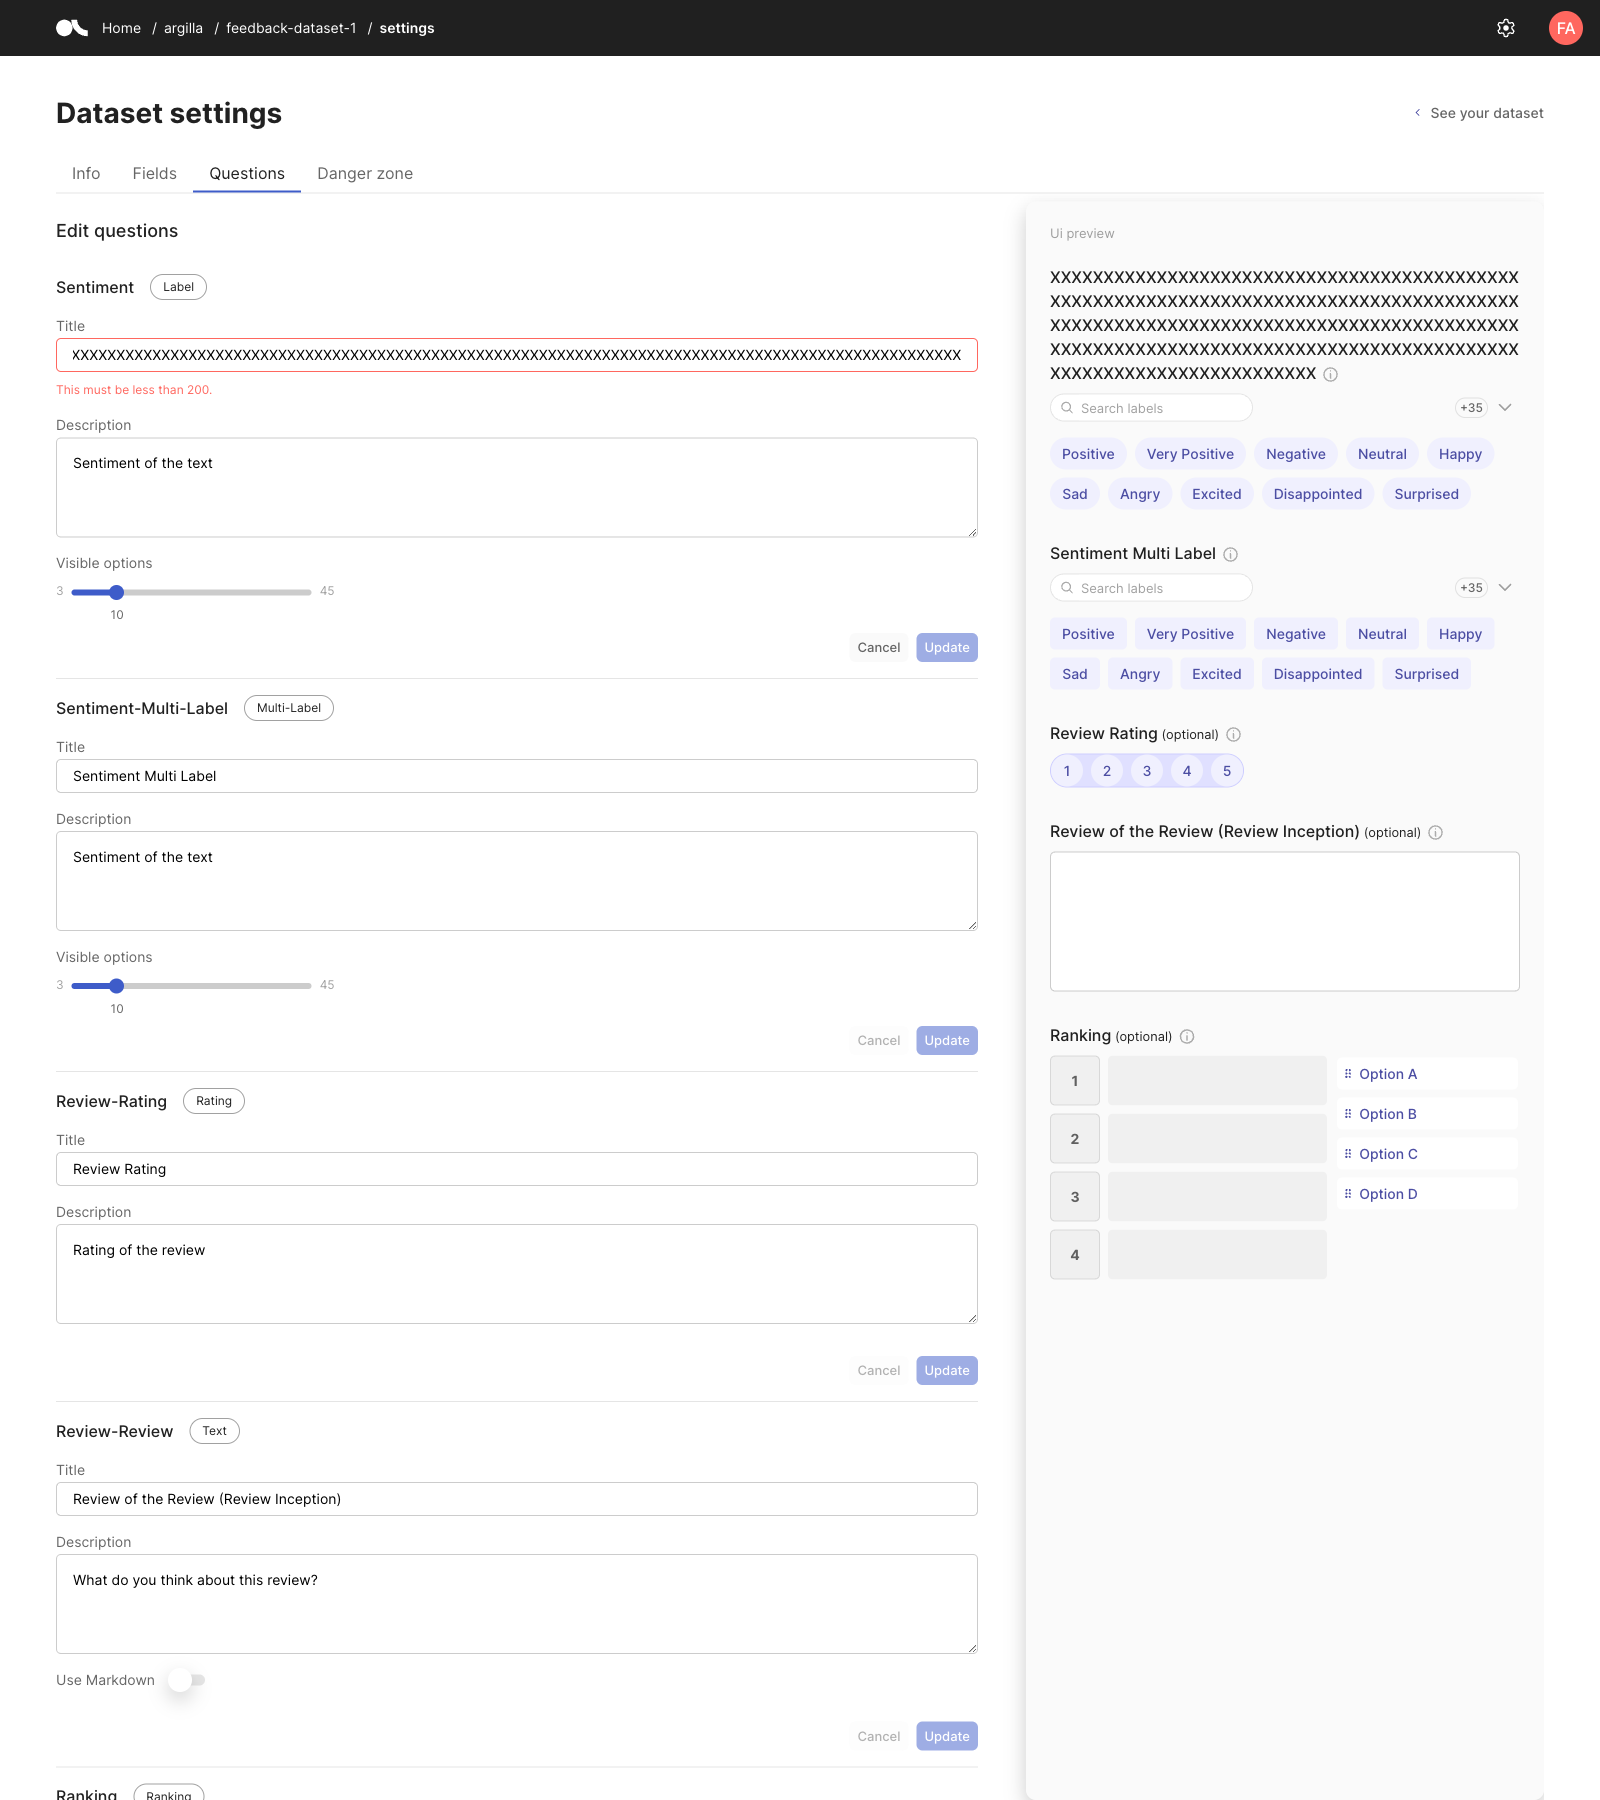 Home / argilla / feedback-dataset-1 / settings
FA
Dataset settings
See your dataset
Info
Fields
Questions
Danger zone
Edit questions
Sentiment
Label
Title
XXXXXXXXXXXXXXXXXXXXXXXXXXXXXXXXXXXXXXXXXXXXXXXXXXXXXXXXXXXXXXXXXXXXXXXXXXXXXXXXXXXXXXXXXXXXXXXX
This must be less than 200.
Description
Sentiment of the text
Visible options
3
45
10
Cancel
Update
Sentiment-Multi-Label
Multi-Label
Title
Sentiment Multi Label
Description
Sentiment of the text
Visible options
3
45
10
Cancel
Update
Review-Rating
Rating
Title
Review Rating
Description
Rating of the review
Cancel
Update
Review-Review
Text
Title
Review of the Review (Review Inception)
Description
What do you think about this review?
Use Markdown
Cancel
Update
Ranking
Ranking
Ui preview
XXXXXXXXXXXXXXXXXXXXXXXXXXXXXXXXXXXXXXXXXXXX
XXXXXXXXXXXXXXXXXXXXXXXXXXXXXXXXXXXXXXXXXXXX
XXXXXXXXXXXXXXXXXXXXXXXXXXXXXXXXXXXXXXXXXXXX
XXXXXXXXXXXXXXXXXXXXXXXXXXXXXXXXXXXXXXXXXXXX
XXXXXXXXXXXXXXXXXXXXXXXXX
Search labels
+35
Positive
Very Positive
Negative
Neutral
Happy
Sad
Angry
Excited
Disappointed
Surprised
Sentiment Multi Label
Search labels
+35
Positive
Very Positive
Negative
Neutral
Happy
Sad
Angry
Excited
Disappointed
Surprised
Review Rating (optional)
1
2
3
4
5
Review of the Review (Review Inception) (optional)
Ranking (optional)
1
2
3
4
Option A
Option B
Option C
Option D